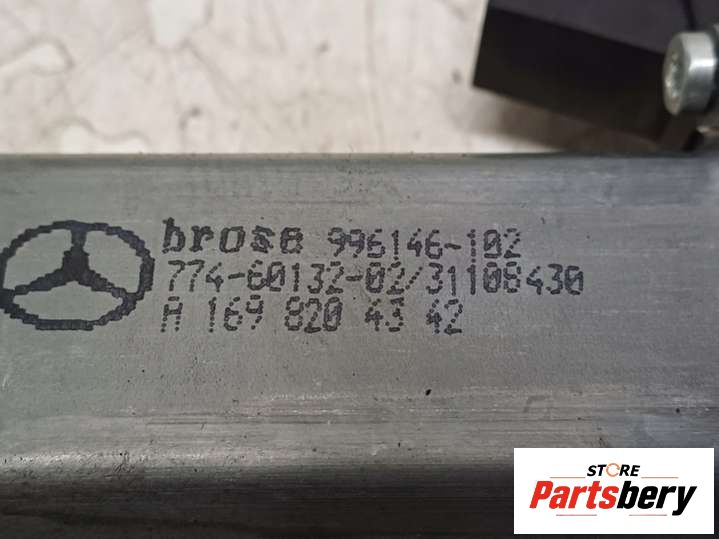 brose 996146-102
774-60132-02/31108430
A 169 820 43 42
STORE
Partsbery